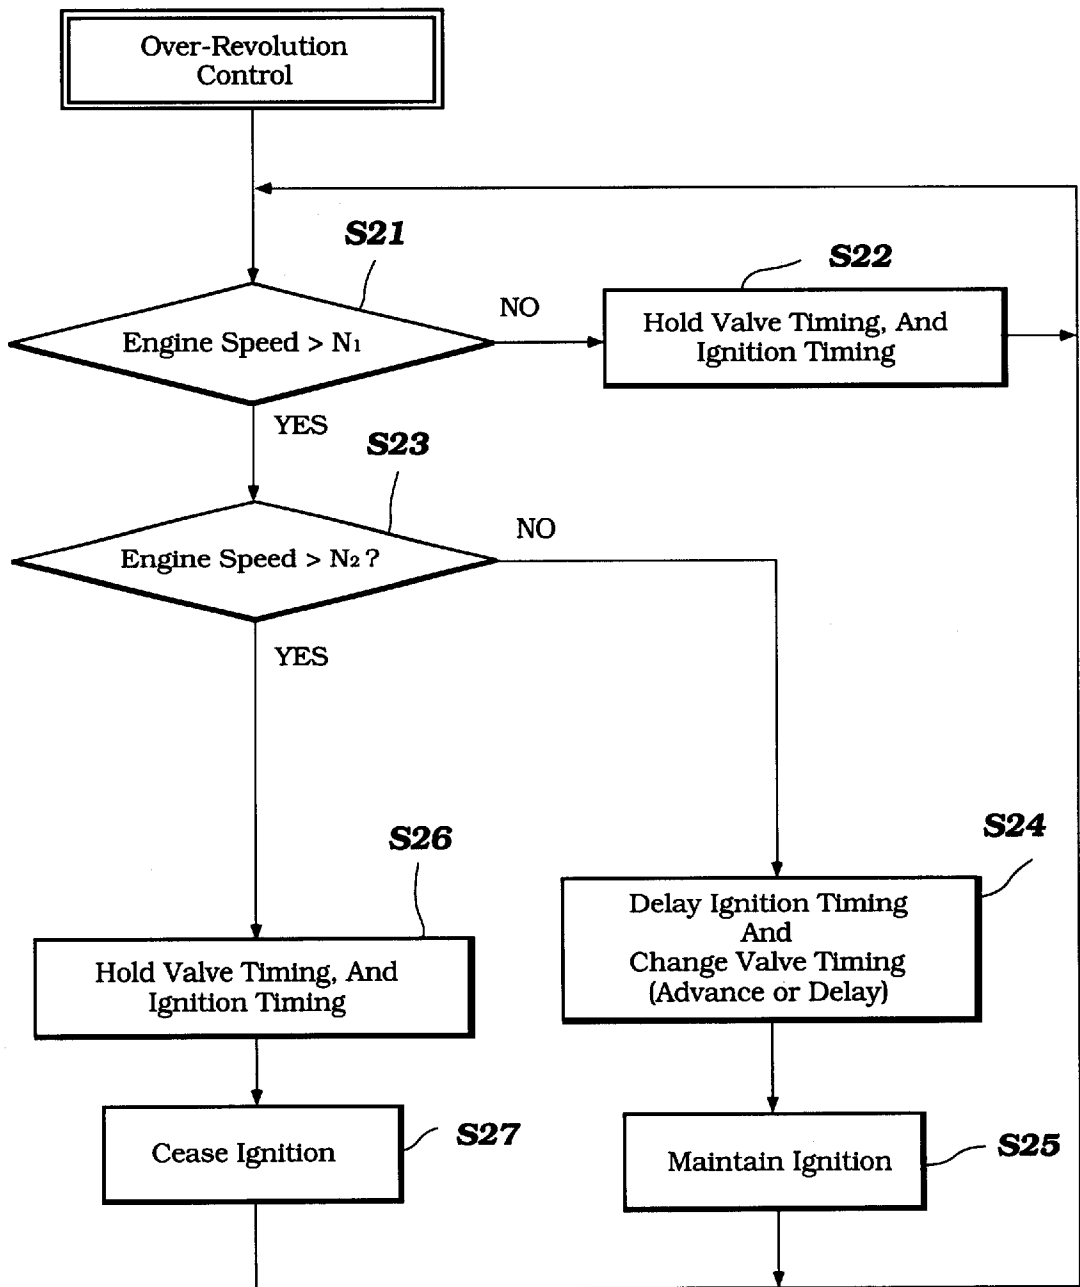 Over-Revolution
Control
S21
S22
NO
Engine Speed > N1
Hold Valve Timing, And
Ignition Timing
YES
S23
NO
Engine Speed > N2 ?
YES
S26
S24
Delay Ignition Timing
And
Change Valve Timing
(Advance or Delay)
Hold Valve Timing, And
Ignition Timing
S27
Cease Ignition
S25
Maintain Ignition